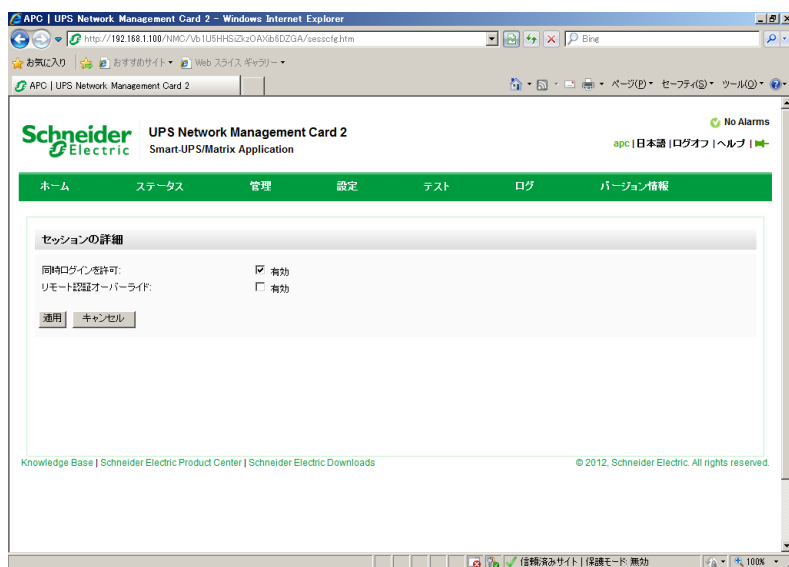 APC | UPS Network Management Card 2 - Windows Internet Explorer
http://192.168.1.100/NMC/Vb1U5HHSiZkzOAXb6DZGA/sesscfg.htm
Bing
お気に入り
おすすめサイト
Web スライス ギャラリー
APC | UPS Network Management Card 2
ページ(P)
セーフティ(S)
ツール(O)
No Alarms
Schneider Electric
UPS Network Management Card 2
Smart-UPS/Matrix Application
apc | 日本語 | ログオフ | ヘルプ |
ホーム ステータス 管理 設定 テスト ログ バージョン情報
セッションの詳細
同時ログインを許可: 有効
リモート認証オーバーライド: 有効
適用 キャンセル
Knowledge Base | Schneider Electric Product Center | Schneider Electric Downloads
© 2012, Schneider Electric. All rights reserved.
信頼済みサイト | 保護モード: 無効
100%